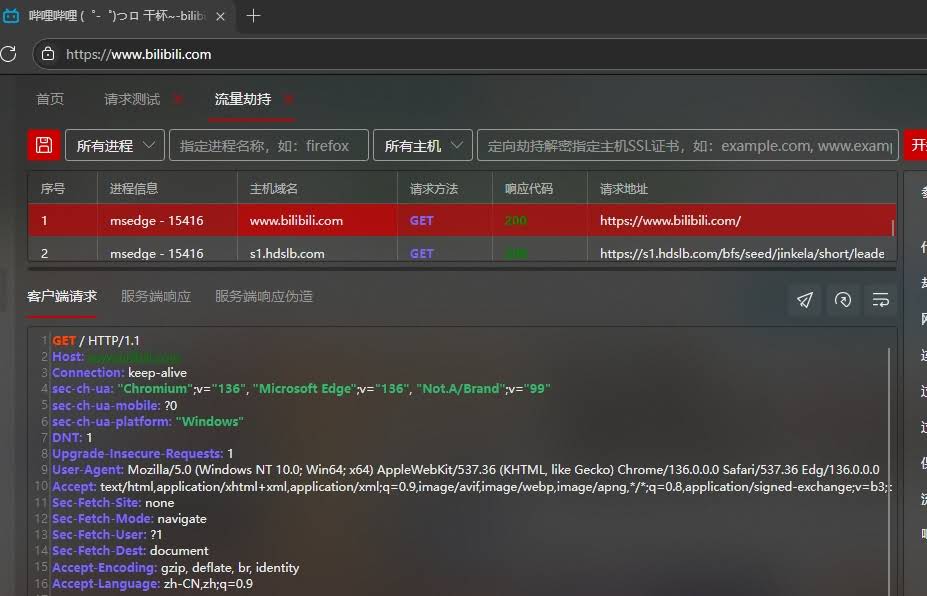 哔哩哔哩 (゜-゜)つロ 干杯~-bilibi
https://www.bilibili.com
首页 请求测试 × 流量劫持 ×
所有进程 指定进程名称，如：firefox 所有主机 定向劫持解密指定主机SSL证书，如：example.com, www.examp 开
序号 进程信息 主机域名 请求方法 响应代码 请求地址
1 msedge - 15416 www.bilibili.com GET 200 https://www.bilibili.com/
2 msedge - 15416 s1.hdslb.com GET 200 https://s1.hdslb.com/bfs/seed/jinkela/short/leade
客户端请求 服务端响应 服务端响应伪造
1 GET / HTTP/1.1
2 Host: www.bilibili.com
3 Connection: keep-alive
4 sec-ch-ua: "Chromium";v="136", "Microsoft Edge";v="136", "Not.A/Brand";v="99"
5 sec-ch-ua-mobile: ?0
6 sec-ch-ua-platform: "Windows"
7 DNT: 1
8 Upgrade-Insecure-Requests: 1
9 User-Agent: Mozilla/5.0 (Windows NT 10.0; Win64; x64) AppleWebKit/537.36 (KHTML, like Gecko) Chrome/136.0.0.0 Safari/537.36 Edg/136.0.0.0
10 Accept: text/html,application/xhtml+xml,application/xml;q=0.9,image/avif,image/webp,image/apng,*/*;q=0.8,application/signed-exchange;v=b3;
11 Sec-Fetch-Site: none
12 Sec-Fetch-Mode: navigate
13 Sec-Fetch-User: ?1
14 Sec-Fetch-Dest: document
15 Accept-Encoding: gzip, deflate, br, identity
16 Accept-Language: zh-CN,zh;q=0.9